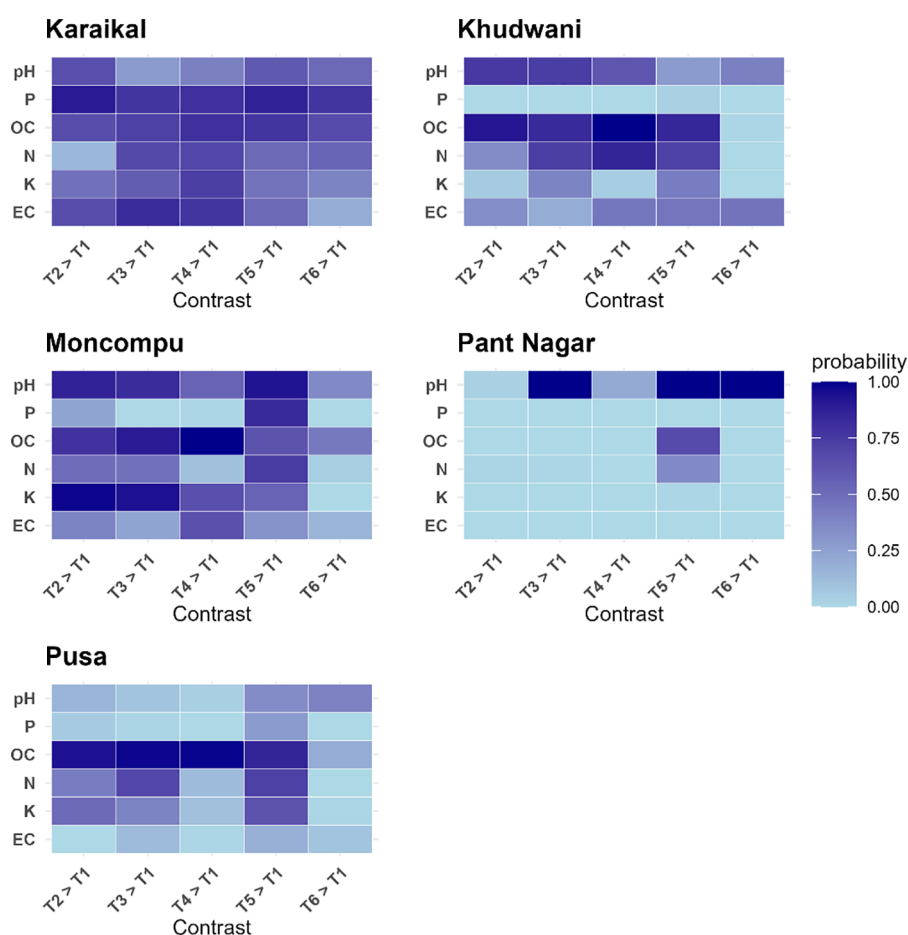 Karaikal
pH
P
OC
N
K
EC
T2 > T1
T3 > T1
T4 > T1
T5 > T1
T6 > T1
Contrast
Khudwani
pH
P
OC
N
K
EC
T2 > T1
T3 > T1
T4 > T1
T5 > T1
T6 > T1
Contrast
Moncompu
pH
P
OC
N
K
EC
T2 > T1
T3 > T1
T4 > T1
T5 > T1
T6 > T1
Contrast
Pant Nagar
pH
P
OC
N
K
EC
T2 > T1
T3 > T1
T4 > T1
T5 > T1
T6 > T1
Contrast
probability
1.00
0.75
0.50
0.25
0.00
Pusa
pH
P
OC
N
K
EC
T2 > T1
T3 > T1
T4 > T1
T5 > T1
T6 > T1
Contrast